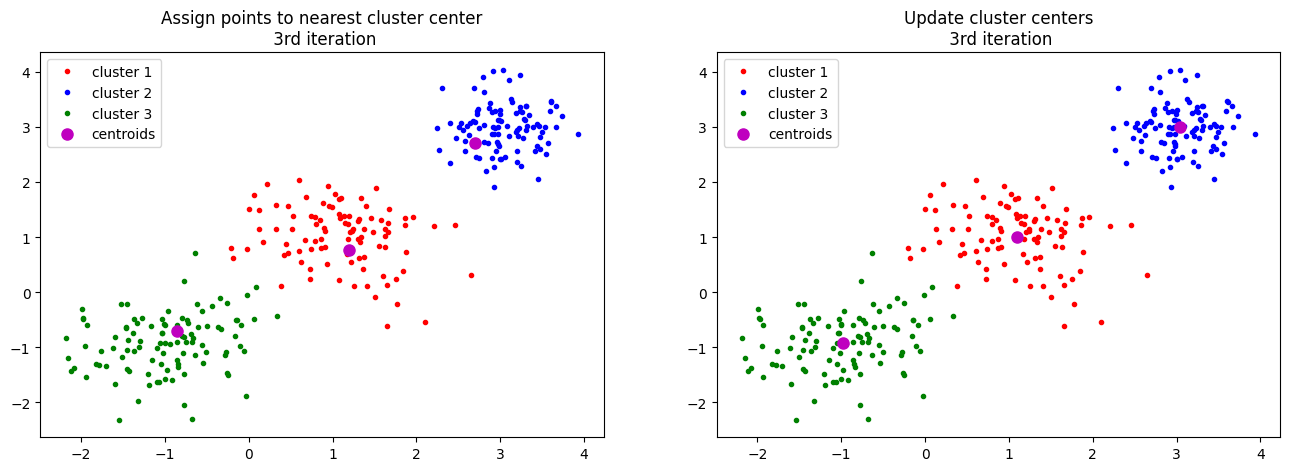 Assign points to nearest cluster center
3rd iteration
cluster 1
cluster 2
cluster 3
centroids
4
3
2
1
0
−1
−2
−2
−1
0
1
2
3
4
Update cluster centers
3rd iteration
cluster 1
cluster 2
cluster 3
centroids
4
3
2
1
0
−1
−2
−2
−1
0
1
2
3
4